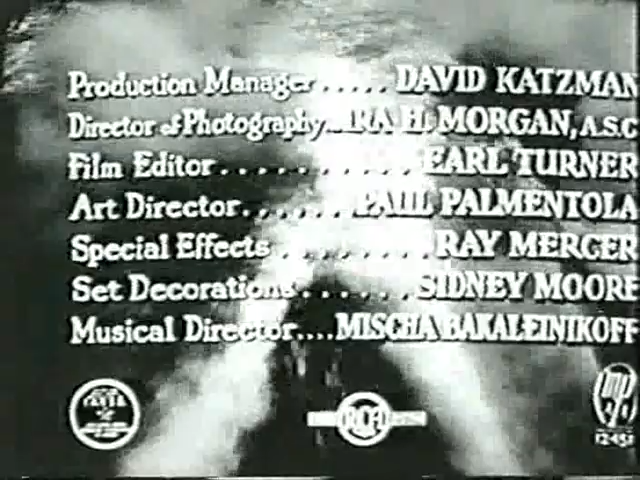 Production Manager..... DAVID KATZMAN
Director of Photography...IRA H. MORGAN, A.S.C
Film Editor.......... EARL TURNER
Art Director...... PAUL PALMENTOLA
Special Effects........ RAY MERCER
Set Decorations...... SIDNEY MOORE
Musical Director....MISCHA BAKALEINIKOFF
RCA